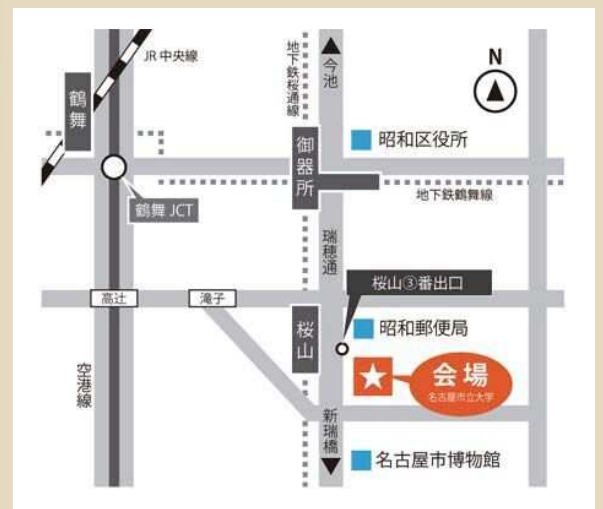 JR中央線
地下鉄桜通線
▲
今池
N
鶴舞
昭和区役所
御器所
地下鉄鶴舞線
鶴舞 JCT
瑞穂通
桜山③番出口
高辻
滝子
昭和郵便局
桜山
会場
名古屋市立大学
空港線
新瑞橋
▼
名古屋市博物館